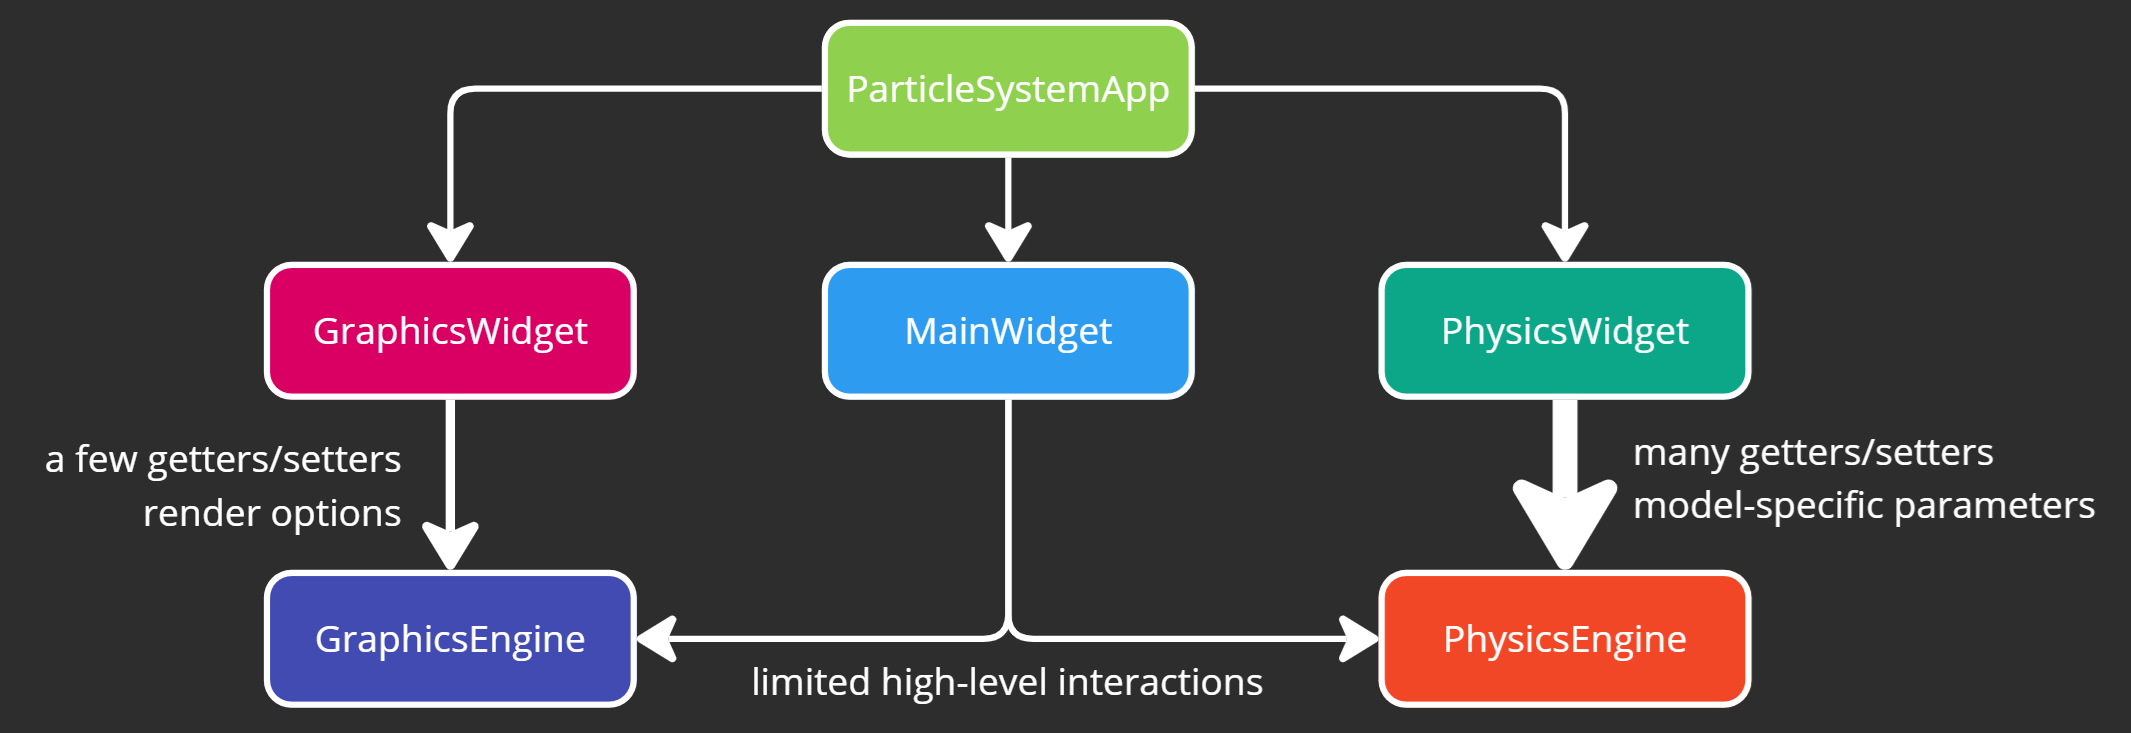 ParticleSystemApp
GraphicsWidget
MainWidget
PhysicsWidget
a few getters/setters
render options
many getters/setters
model-specific parameters
GraphicsEngine
PhysicsEngine
limited high-level interactions